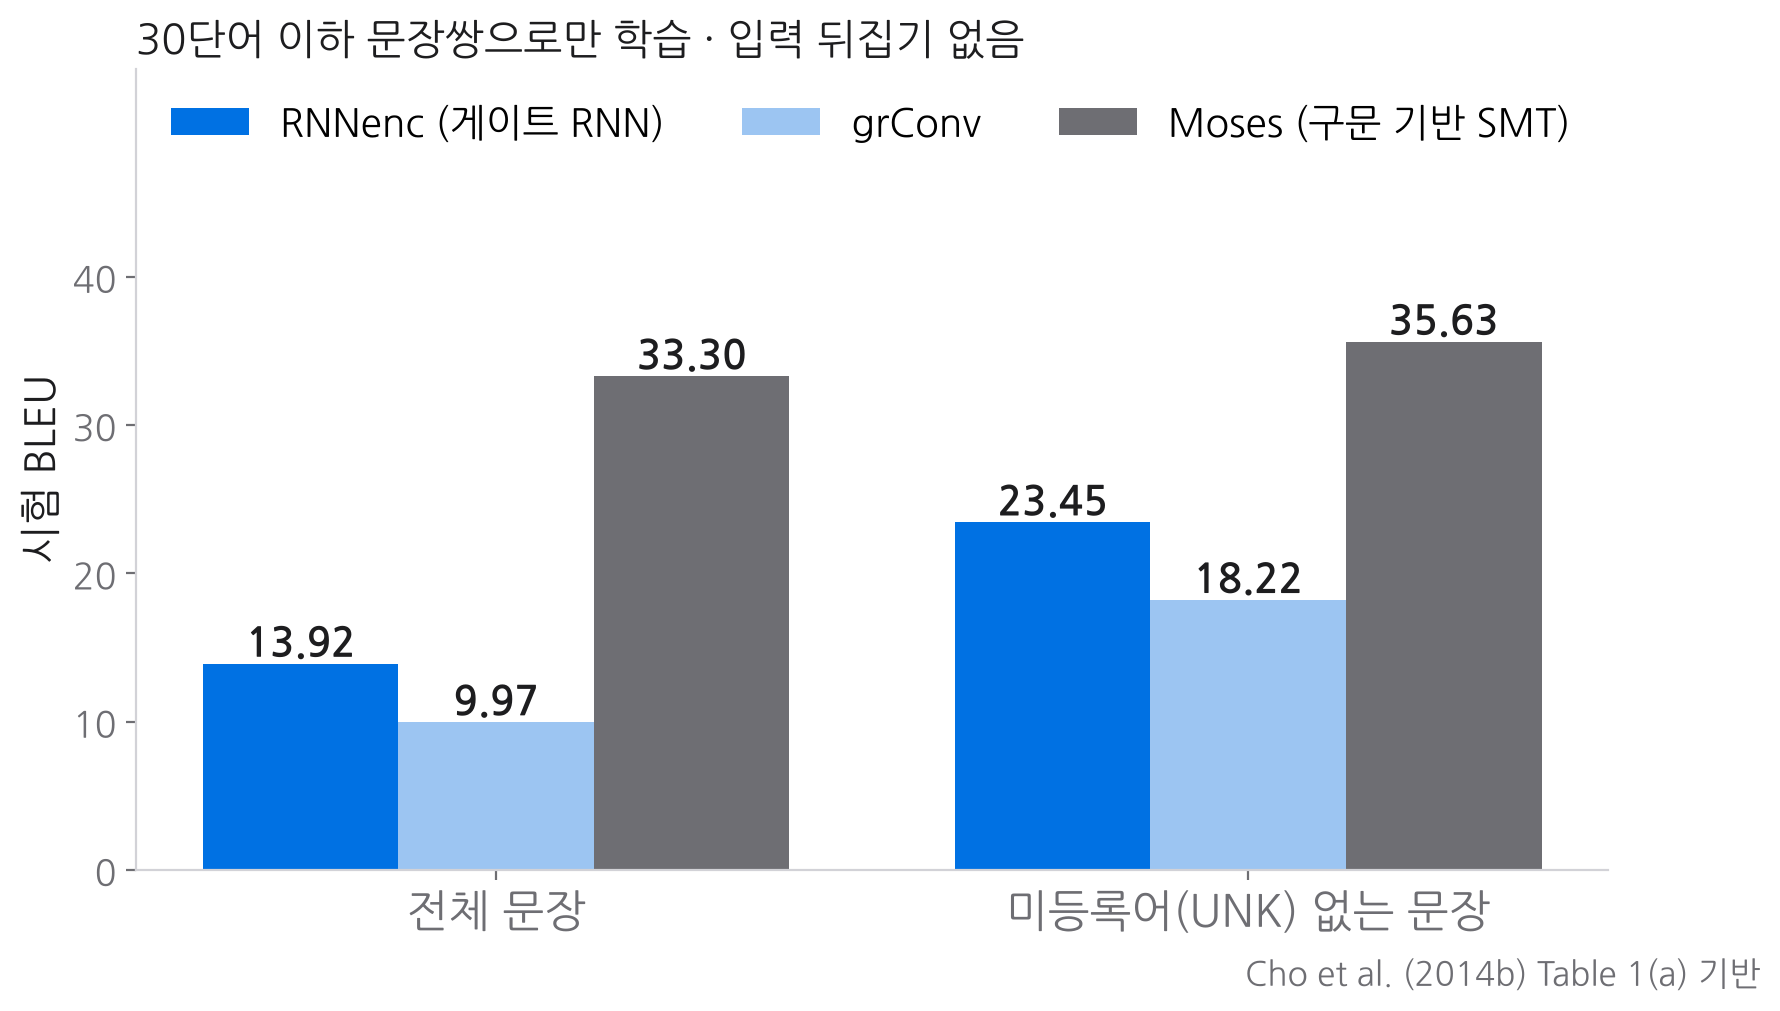 30단어 이하 문장쌍으로만 학습 · 입력 뒤집기 없음
RNNenc (게이트 RNN) grConv Moses (구문 기반 SMT)
시험 BLEU
40
30
20
10
0
13.92 9.97 33.30
23.45 18.22 35.63
전체 문장 미등록어(UNK) 없는 문장
Cho et al. (2014b) Table 1(a) 기반